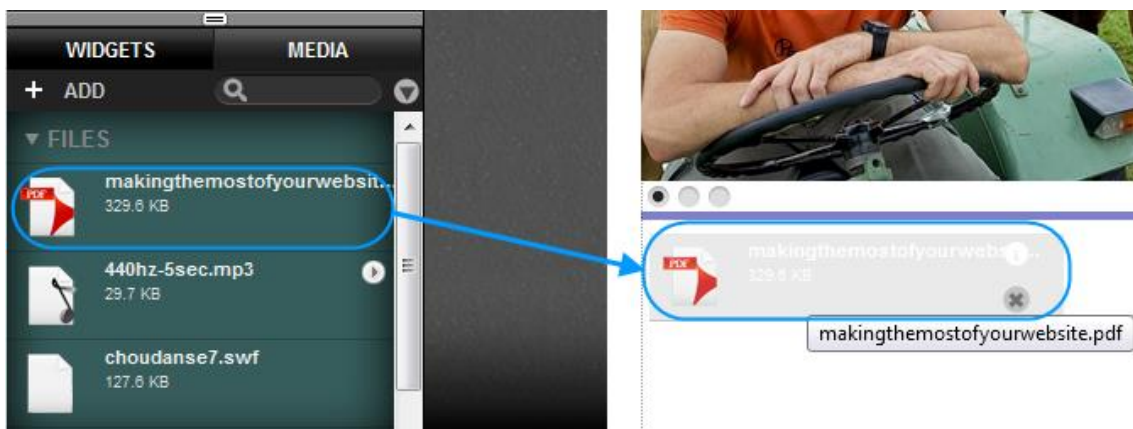 WIDGETS
MEDIA
+ ADD
FILES
PDF
makingthemostofyourwebsit...
329.6 KB
440hz-5sec.mp3
29.7 KB
choudanse7.swf
127.6 KB
PDF
makingthemostofyourwebs
329.6 KB
makingthemostofyourwebsite.pdf